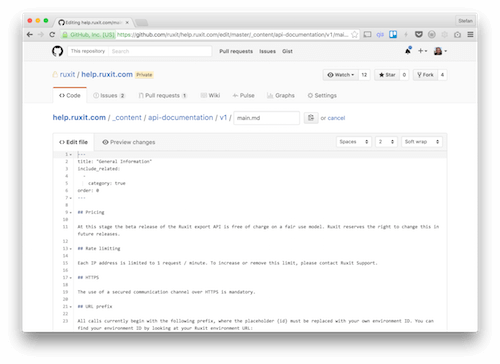 Editing help.ruxit.com/mai
Stefan
GitHub, Inc. [US] https://github.com/ruxit/help.ruxit.com/edit/master/_content/api-documentation/v1/mai...
This repository Search Pull requests Issues Gist
ruxit / help.ruxit.com Private Watch 12 Star 0 Fork 4
Code Issues 2 Pull requests 1 Wiki Pulse Graphs Settings
help.ruxit.com / _content / api-documentation / v1 / main.md or cancel
Edit file Preview changes Spaces 2 Soft wrap
1 ---
2 title: "General Information"
3 include_related:
4 -
5 category: true
6 order: 0
7 ---
8
9 ## Pricing
10
11 At this stage the beta release of the Ruxit export API is free of charge on a fair use model. Ruxit reserves the right to change this in
future releases.
12
13 ## Rate limiting
14
15 Each IP address is limited to 1 request / minute. To increase or remove this limit, please contact Ruxit Support.
16
17 ## HTTPS
18
19 The use of a secured communication channel over HTTPS is mandatory.
20
21 ## URL prefix
22
23 All calls currently begin with the following prefix, where the placeholder {id} must be replaced with your own environment ID. You can
find your environment ID by looking at your Ruxit environment URL: